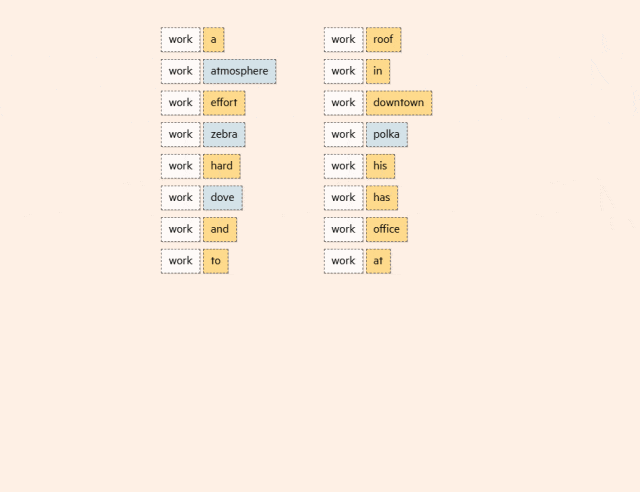 work a
work atmosphere
work effort
work zebra
work hard
work dove
work and
work to
work roof
work in
work downtown
work polka
work his
work has
work office
work at